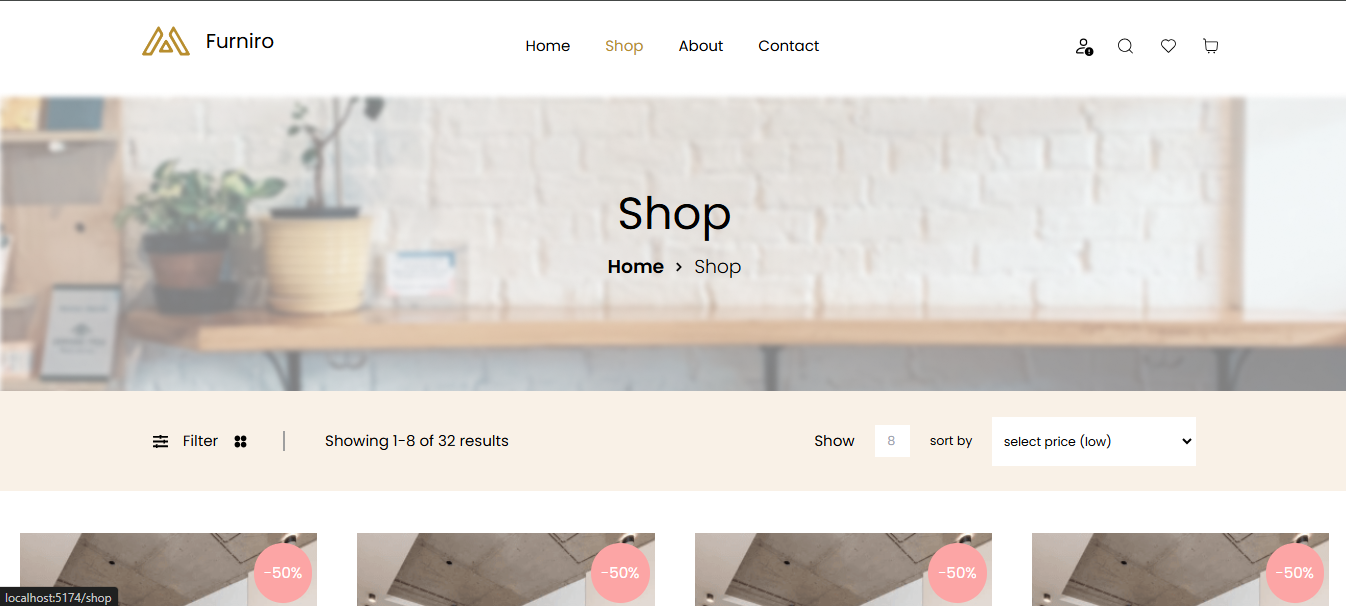 Furniro
Home Shop About Contact
Shop
Home > Shop
Filter
Showing 1-8 of 32 results
Show 8 sort by select price (low)
-50% -50% -50% -50%
localhost:5174/shop